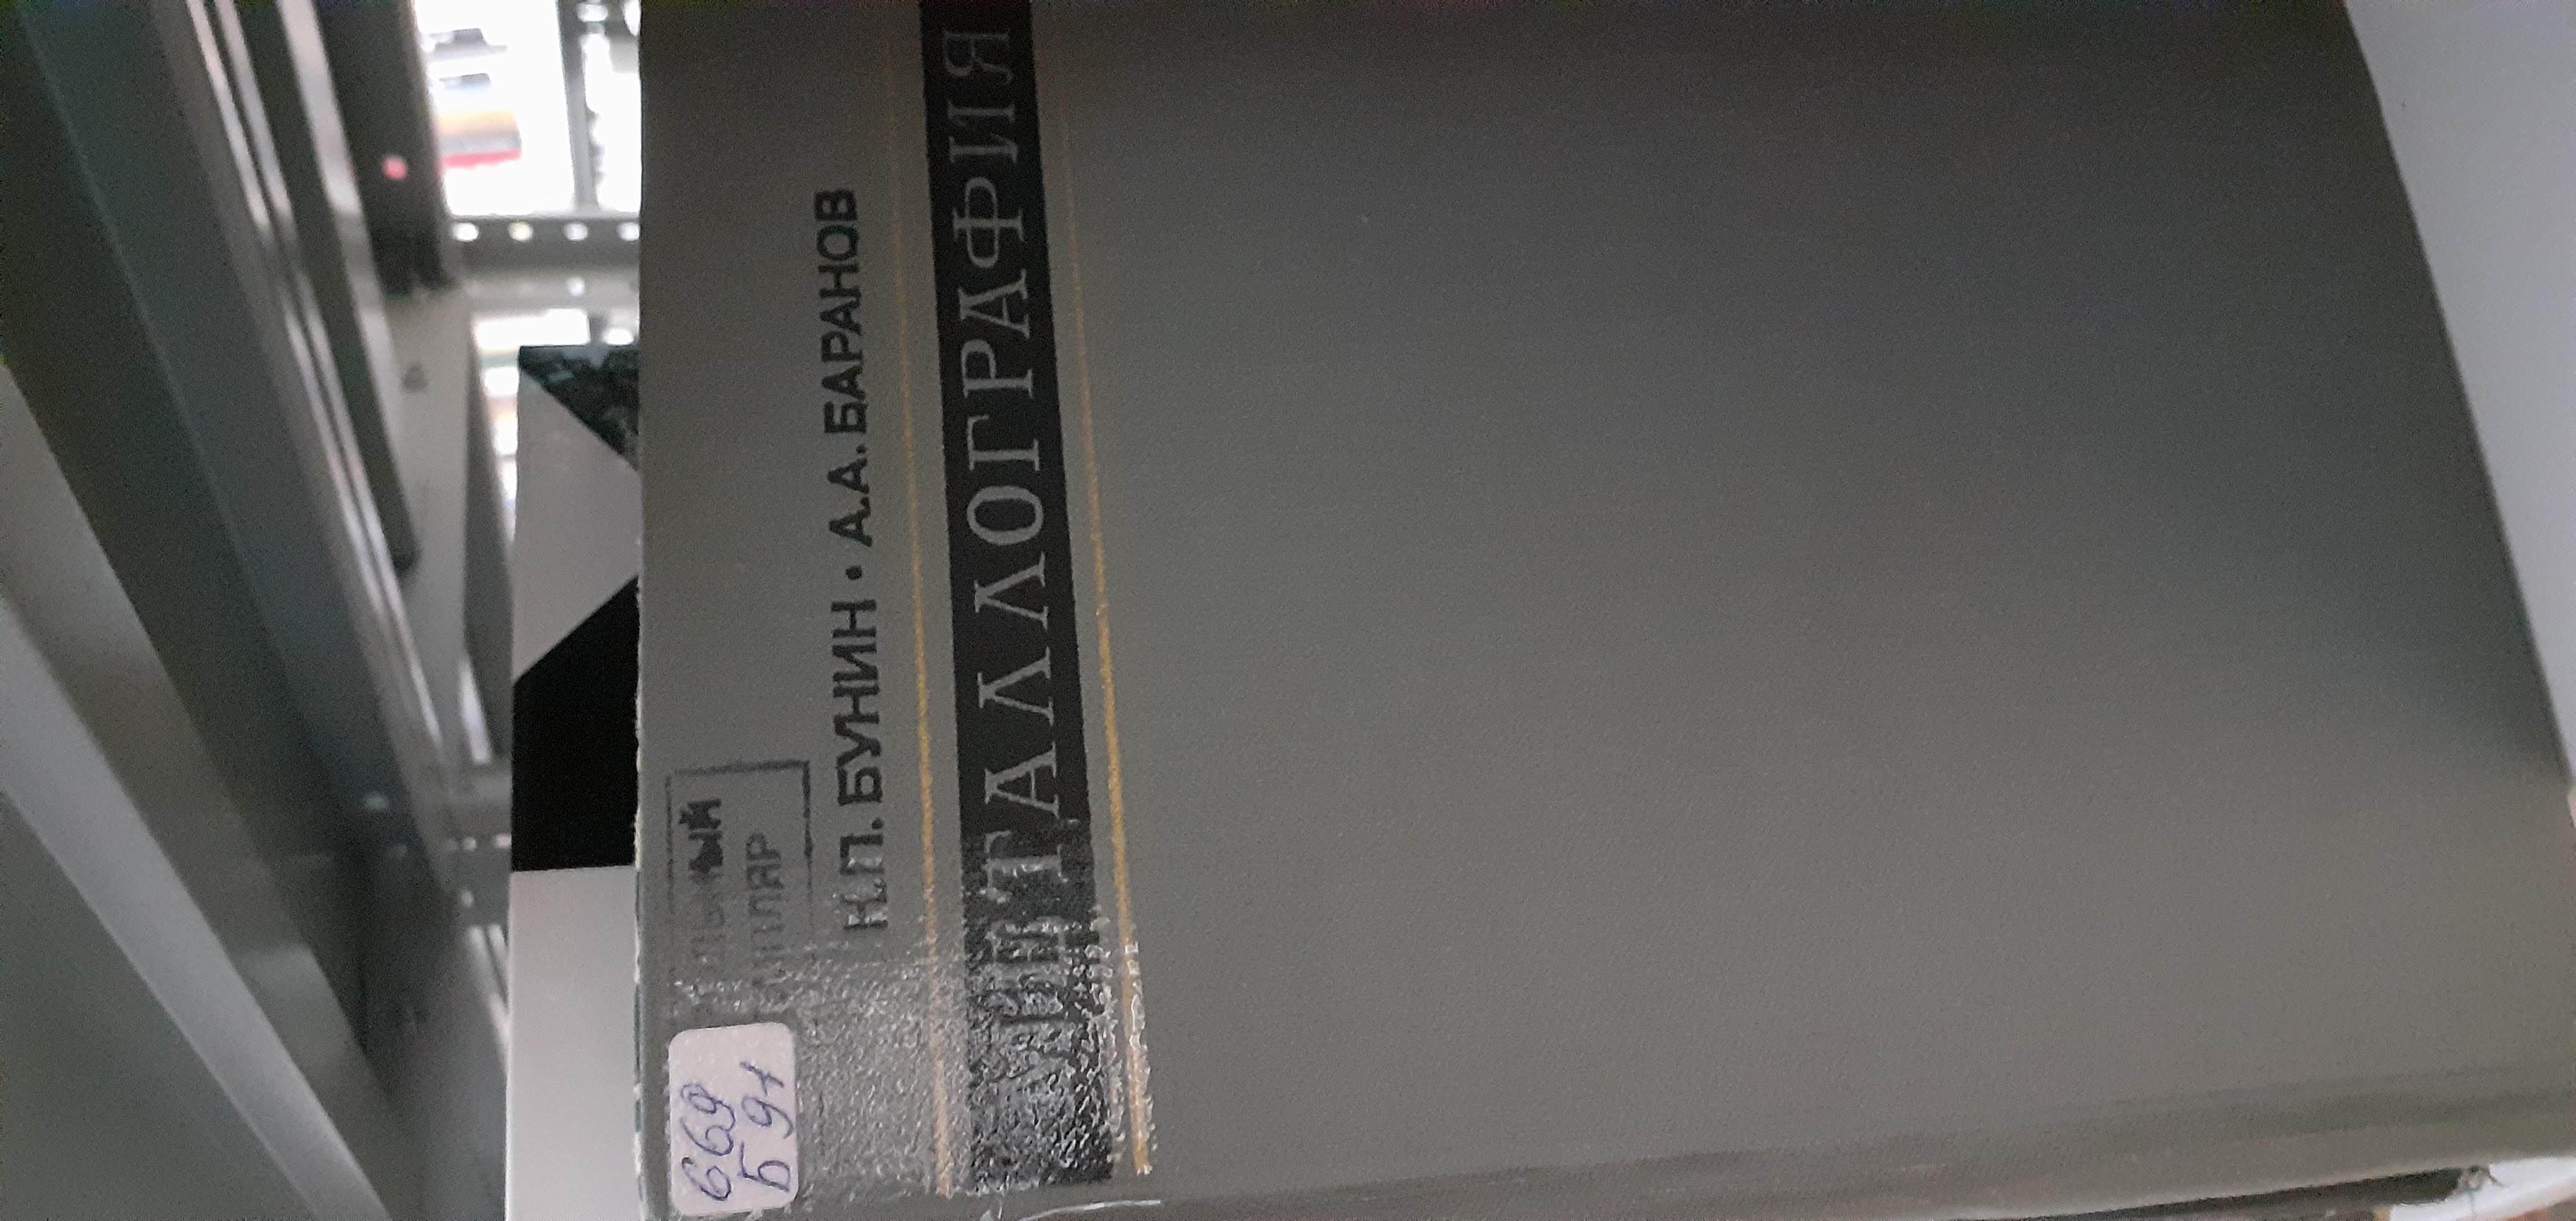 Н.П. БУНИН • А.А. БАРАНОВ
МЕТАЛЛОГРАФИЯ
669
Б 91